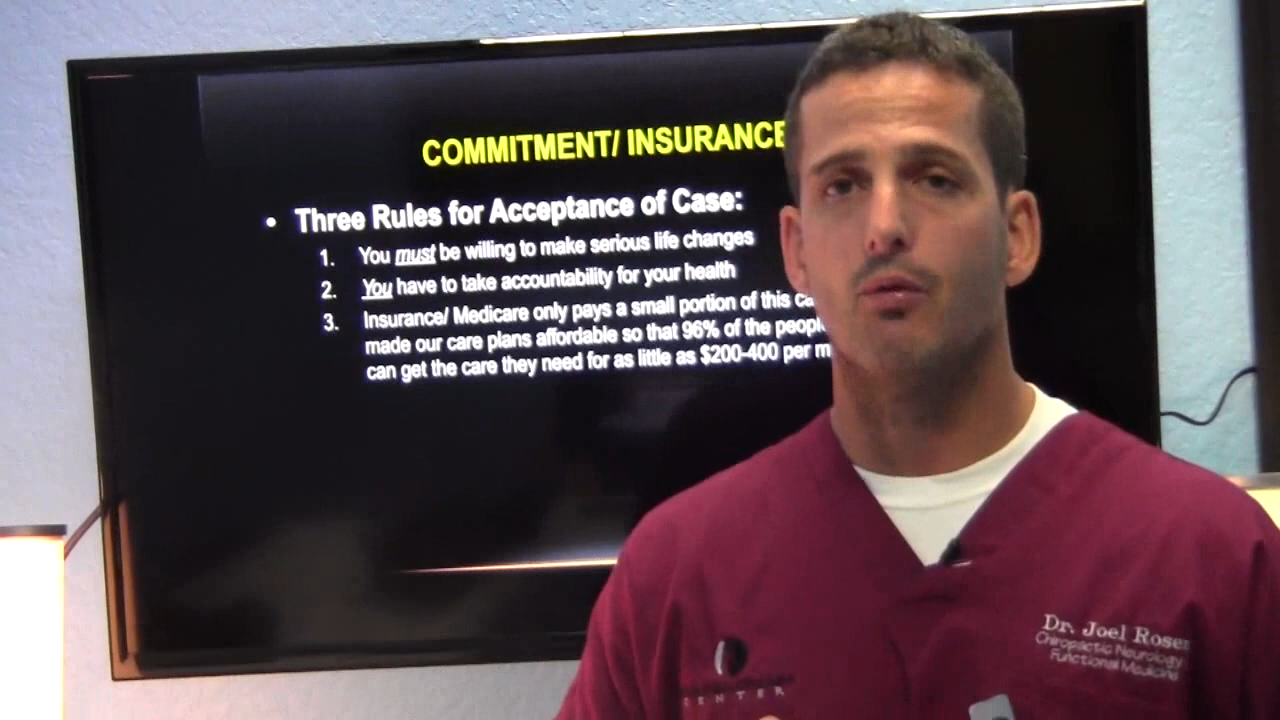 COMMITMENT/ INSURANCE
• Three Rules for Acceptance of Case:
1. You must be willing to make serious life changes
2. You have to take accountability for your health
3. Insurance/ Medicare only pays a small portion of this
made our care plans affordable so that 96% of the people
can get the care they need for as little as $200-400 per
Dr. Joel Rosen
Chiropractic Neurology
Functional Medicine
CENTER